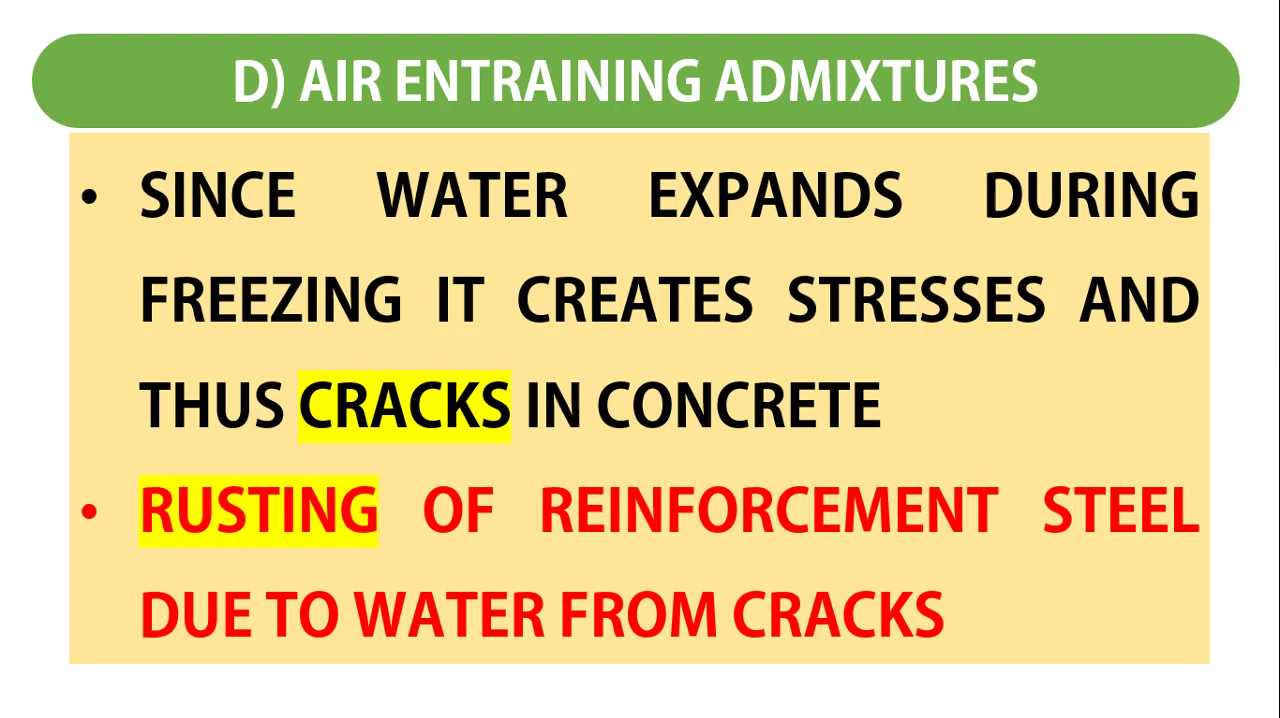 D) AIR ENTRAINING ADMIXTURES
• SINCE WATER EXPANDS DURING
FREEZING IT CREATES STRESSES AND
THUS CRACKS IN CONCRETE
• RUSTING OF REINFORCEMENT STEEL
DUE TO WATER FROM CRACKS